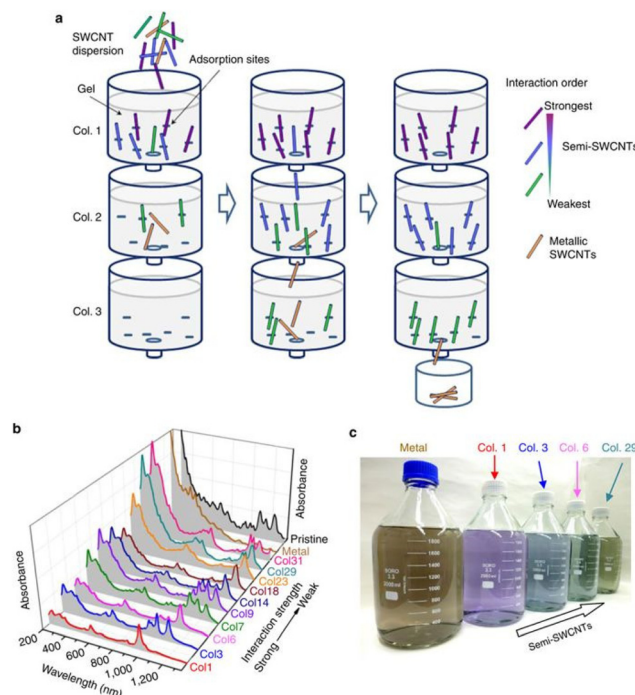 a
SWCNT
dispersion
Adsorption sites
Gel
Interaction order
Col. 1
Strongest
Semi-SWCNTs
Weakest
Col. 2
Metallic
SWCNTs
Col. 3
b
c
Metal
Col. 1
Col. 3
Col. 6
Col. 29
Absorbance
Absorbance
Pristine
Metal
Col31
Col29
Col23
Col18
Col14
Col9
Col7
Col6
Col3
Col1
Interaction strength
Strong
Weak
200
400
600
800
1,000
1,200
Wavelength (nm)
Semi-SWCNTs